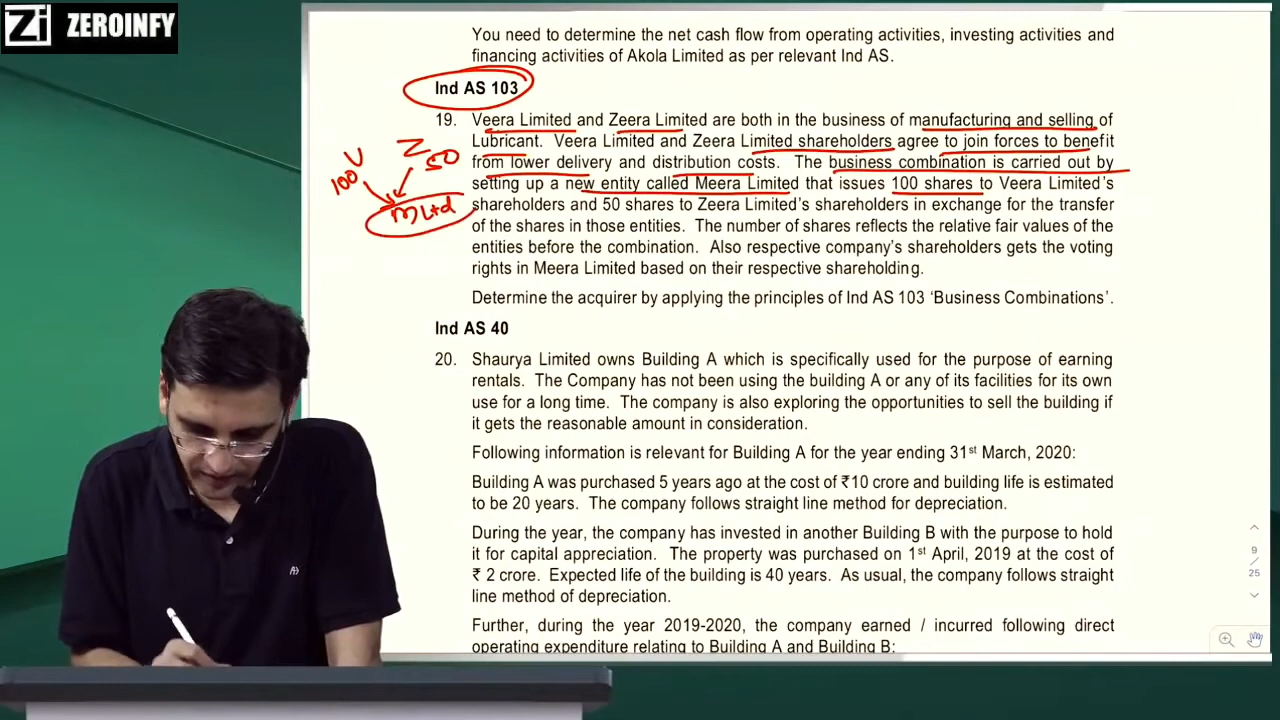 Zi ZEROINFY
You need to determine the net cash flow from operating activities, investing activities and
financing activities of Akola Limited as per relevant Ind AS.
Ind AS 103
19. Veera Limited and Zeera Limited are both in the business of manufacturing and selling of
Lubricant. Veera Limited and Zeera Limited shareholders agree to join forces to benefit
from lower delivery and distribution costs. The business combination is carried out by
setting up a new entity called Meera Limited that issues 100 shares to Veera Limited's
shareholders and 50 shares to Zeera Limited's shareholders in exchange for the transfer
of the shares in those entities. The number of shares reflects the relative fair values of the
entities before the combination. Also respective company's shareholders gets the voting
rights in Meera Limited based on their respective shareholding.
V Z
100 50
M Ltd
Determine the acquirer by applying the principles of Ind AS 103 'Business Combinations'.
Ind AS 40
20. Shaurya Limited owns Building A which is specifically used for the purpose of earning
rentals. The Company has not been using the building A or any of its facilities for its own
use for a long time. The company is also exploring the opportunities to sell the building if
it gets the reasonable amount in consideration.
Following information is relevant for Building A for the year ending 31st March, 2020:
Building A was purchased 5 years ago at the cost of ₹10 crore and building life is estimated
to be 20 years. The company follows straight line method for depreciation.
During the year, the company has invested in another Building B with the purpose to hold
it for capital appreciation. The property was purchased on 1st April, 2019 at the cost of
₹ 2 crore. Expected life of the building is 40 years. As usual, the company follows straight
line method of depreciation.
Further, during the year 2019-2020, the company earned / incurred following direct
operating expenditure relating to Building A and Building B:
9
/
25